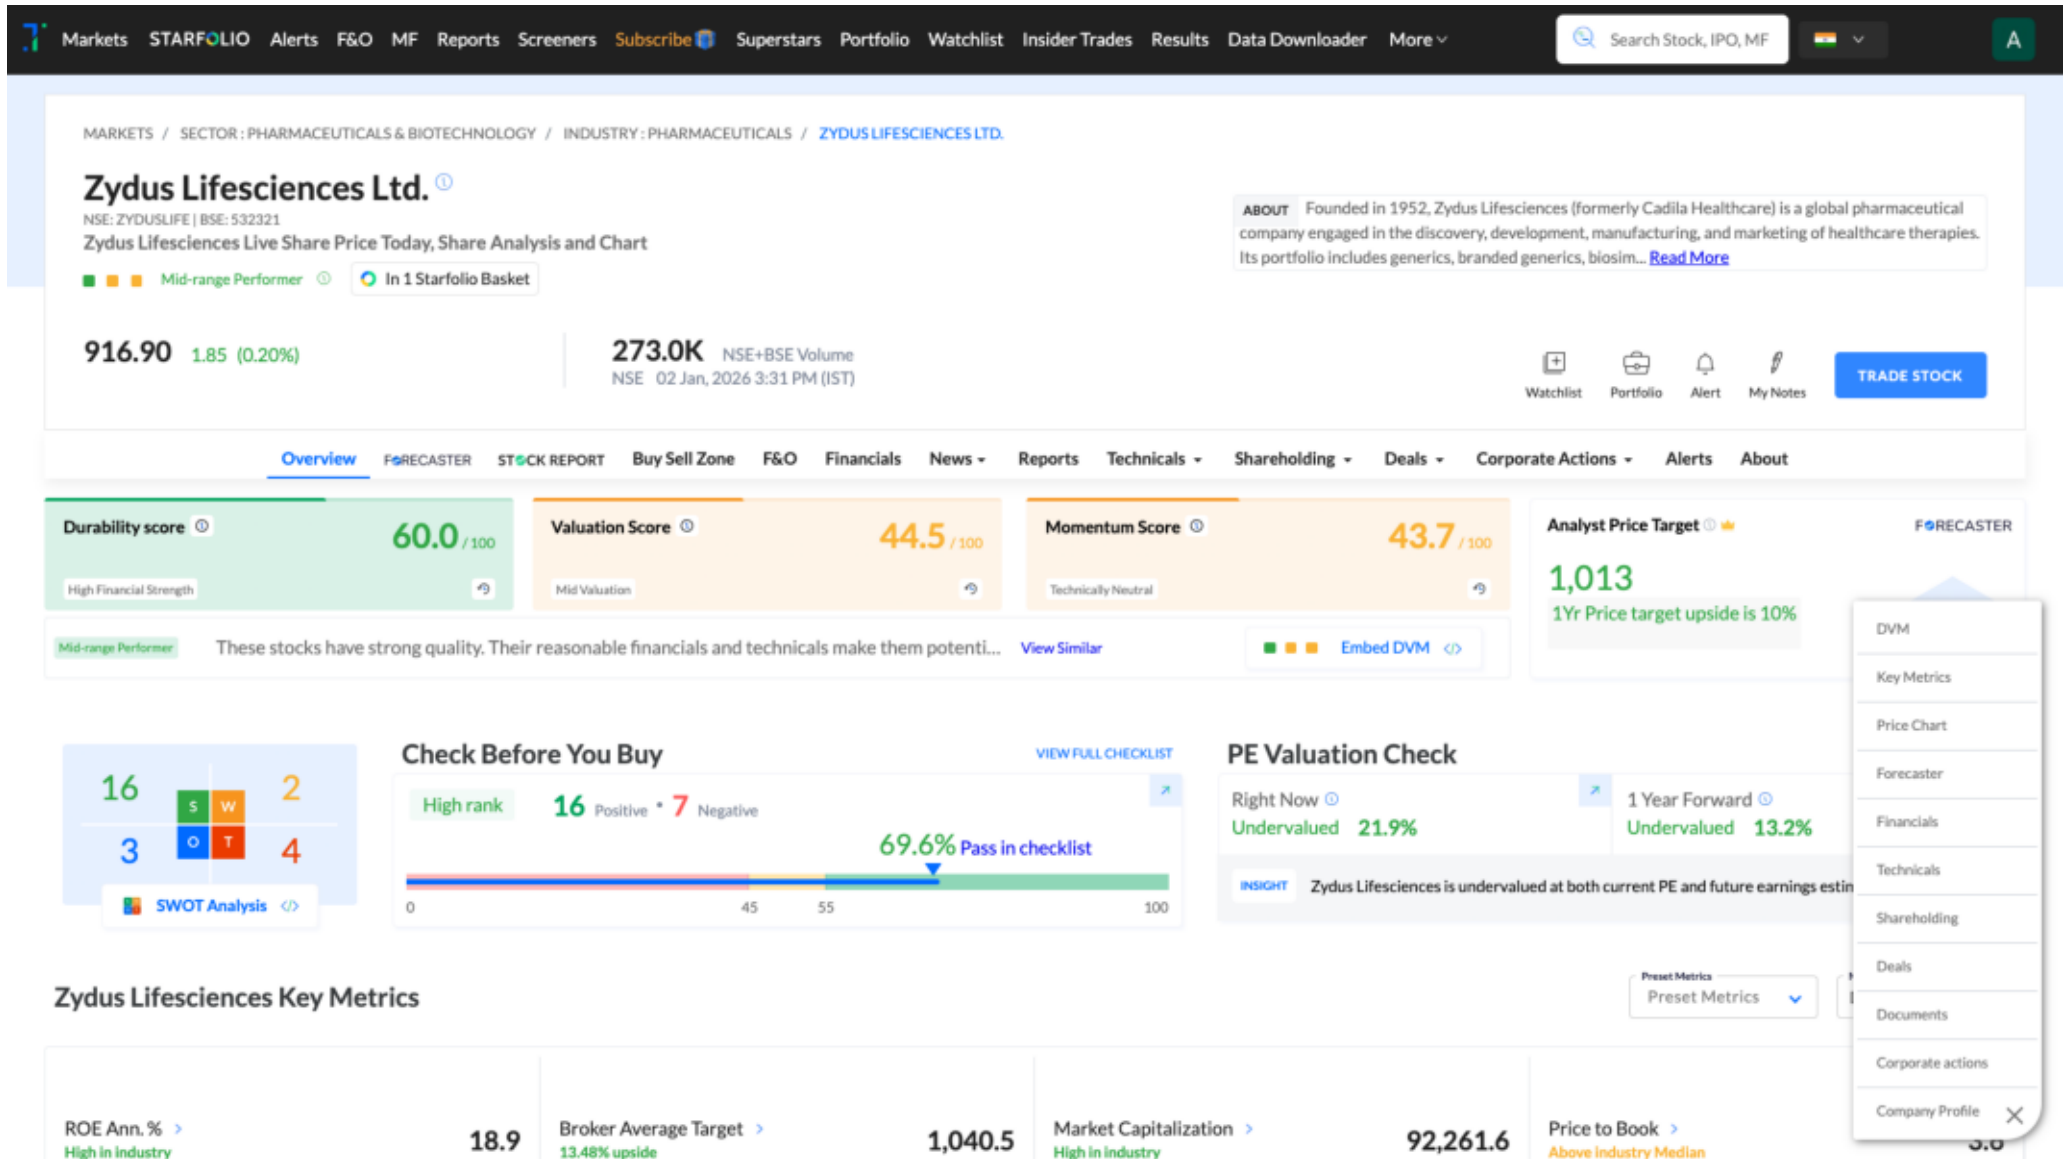 Markets STARFOLIO Alerts F&O MF Reports Screeners Subscribe Superstars Portfolio Watchlist Insider Trades Results Data Downloader More Search Stock, IPO, MF A
MARKETS / SECTOR : PHARMACEUTICALS & BIOTECHNOLOGY / INDUSTRY : PHARMACEUTICALS / ZYDUS LIFESCIENCES LTD.
Zydus Lifesciences Ltd.
NSE: ZYDUSLIFE | BSE: 532321
Zydus Lifesciences Live Share Price Today, Share Analysis and Chart
Mid-range Performer In 1 Starfolio Basket
ABOUT Founded in 1952, Zydus Lifesciences (formerly Cadila Healthcare) is a global pharmaceutical
company engaged in the discovery, development, manufacturing, and marketing of healthcare therapies.
Its portfolio includes generics, branded generics, biosim... Read More
916.90 1.85 (0.20%)
273.0K NSE+BSE Volume
NSE 02 Jan, 2026 3:31 PM (IST)
Watchlist Portfolio Alert My Notes TRADE STOCK
Overview FORECASTER STOCK REPORT Buy Sell Zone F&O Financials News Reports Technicals Shareholding Deals Corporate Actions Alerts About
Durability score 60.0 / 100
High Financial Strength
Valuation Score 44.5 / 100
Mid Valuation
Momentum Score 43.7 / 100
Technically Neutral
Analyst Price Target FORECASTER
1,013
1Yr Price target upside is 10%
Mid-range Performer These stocks have strong quality. Their reasonable financials and technicals make them potenti... View Similar Embed DVM
16 2
S W
O T
3 4
SWOT Analysis
Check Before You Buy VIEW FULL CHECKLIST
High rank 16 Positive • 7 Negative
69.6% Pass in checklist
0 45 55 100
PE Valuation Check
Right Now
Undervalued 21.9%
1 Year Forward
Undervalued 13.2%
INSIGHT Zydus Lifesciences is undervalued at both current PE and future earnings estim
Zydus Lifesciences Key Metrics
Preset Metrics
Preset Metrics
ROE Ann. % 18.9
High in industry
Broker Average Target 1,040.5
13.48% upside
Market Capitalization 92,261.6
High in industry
Price to Book 3.6
Above industry Median
DVM
Key Metrics
Price Chart
Forecaster
Financials
Technicals
Shareholding
Deals
Documents
Corporate actions
Company Profile